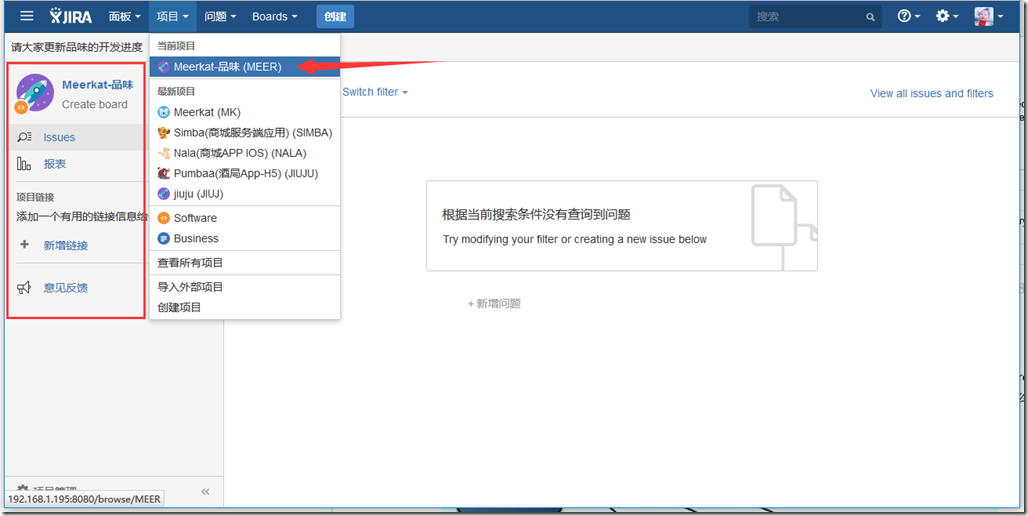 JIRA 面板 项目 问题 Boards 创建 搜索
请大家更新品味的开发进度
当前项目
Meerkat-品味 (MEER)
最新项目
Meerkat (MK)
Simba(商城服务端应用) (SIMBA)
Nala(商城APP IOS) (NALA)
Pumbaa(酒局App-H5) (JIUJU)
jiuju (JIUJ)
Software
Business
查看所有项目
导入外部项目
创建项目
Meerkat-品味
Create board
Issues
报表
项目链接
添加一个有用的链接信息给
新增链接
意见反馈
Switch filter
View all issues and filters
根据当前搜索条件没有查询到问题
Try modifying your filter or creating a new issue below
+ 新增问题
项目管理
192.168.1.195:8080/browse/MEER